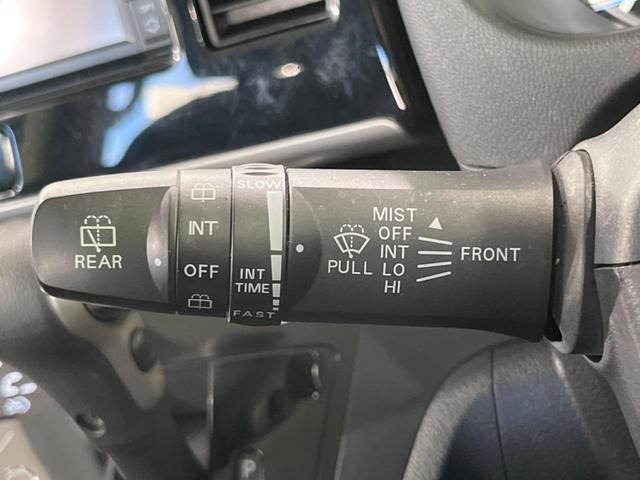 REAR
INT
OFF
SLOW
INT
TIME
FAST
PULL
MIST
OFF
INT
LO
HI
FRONT
P